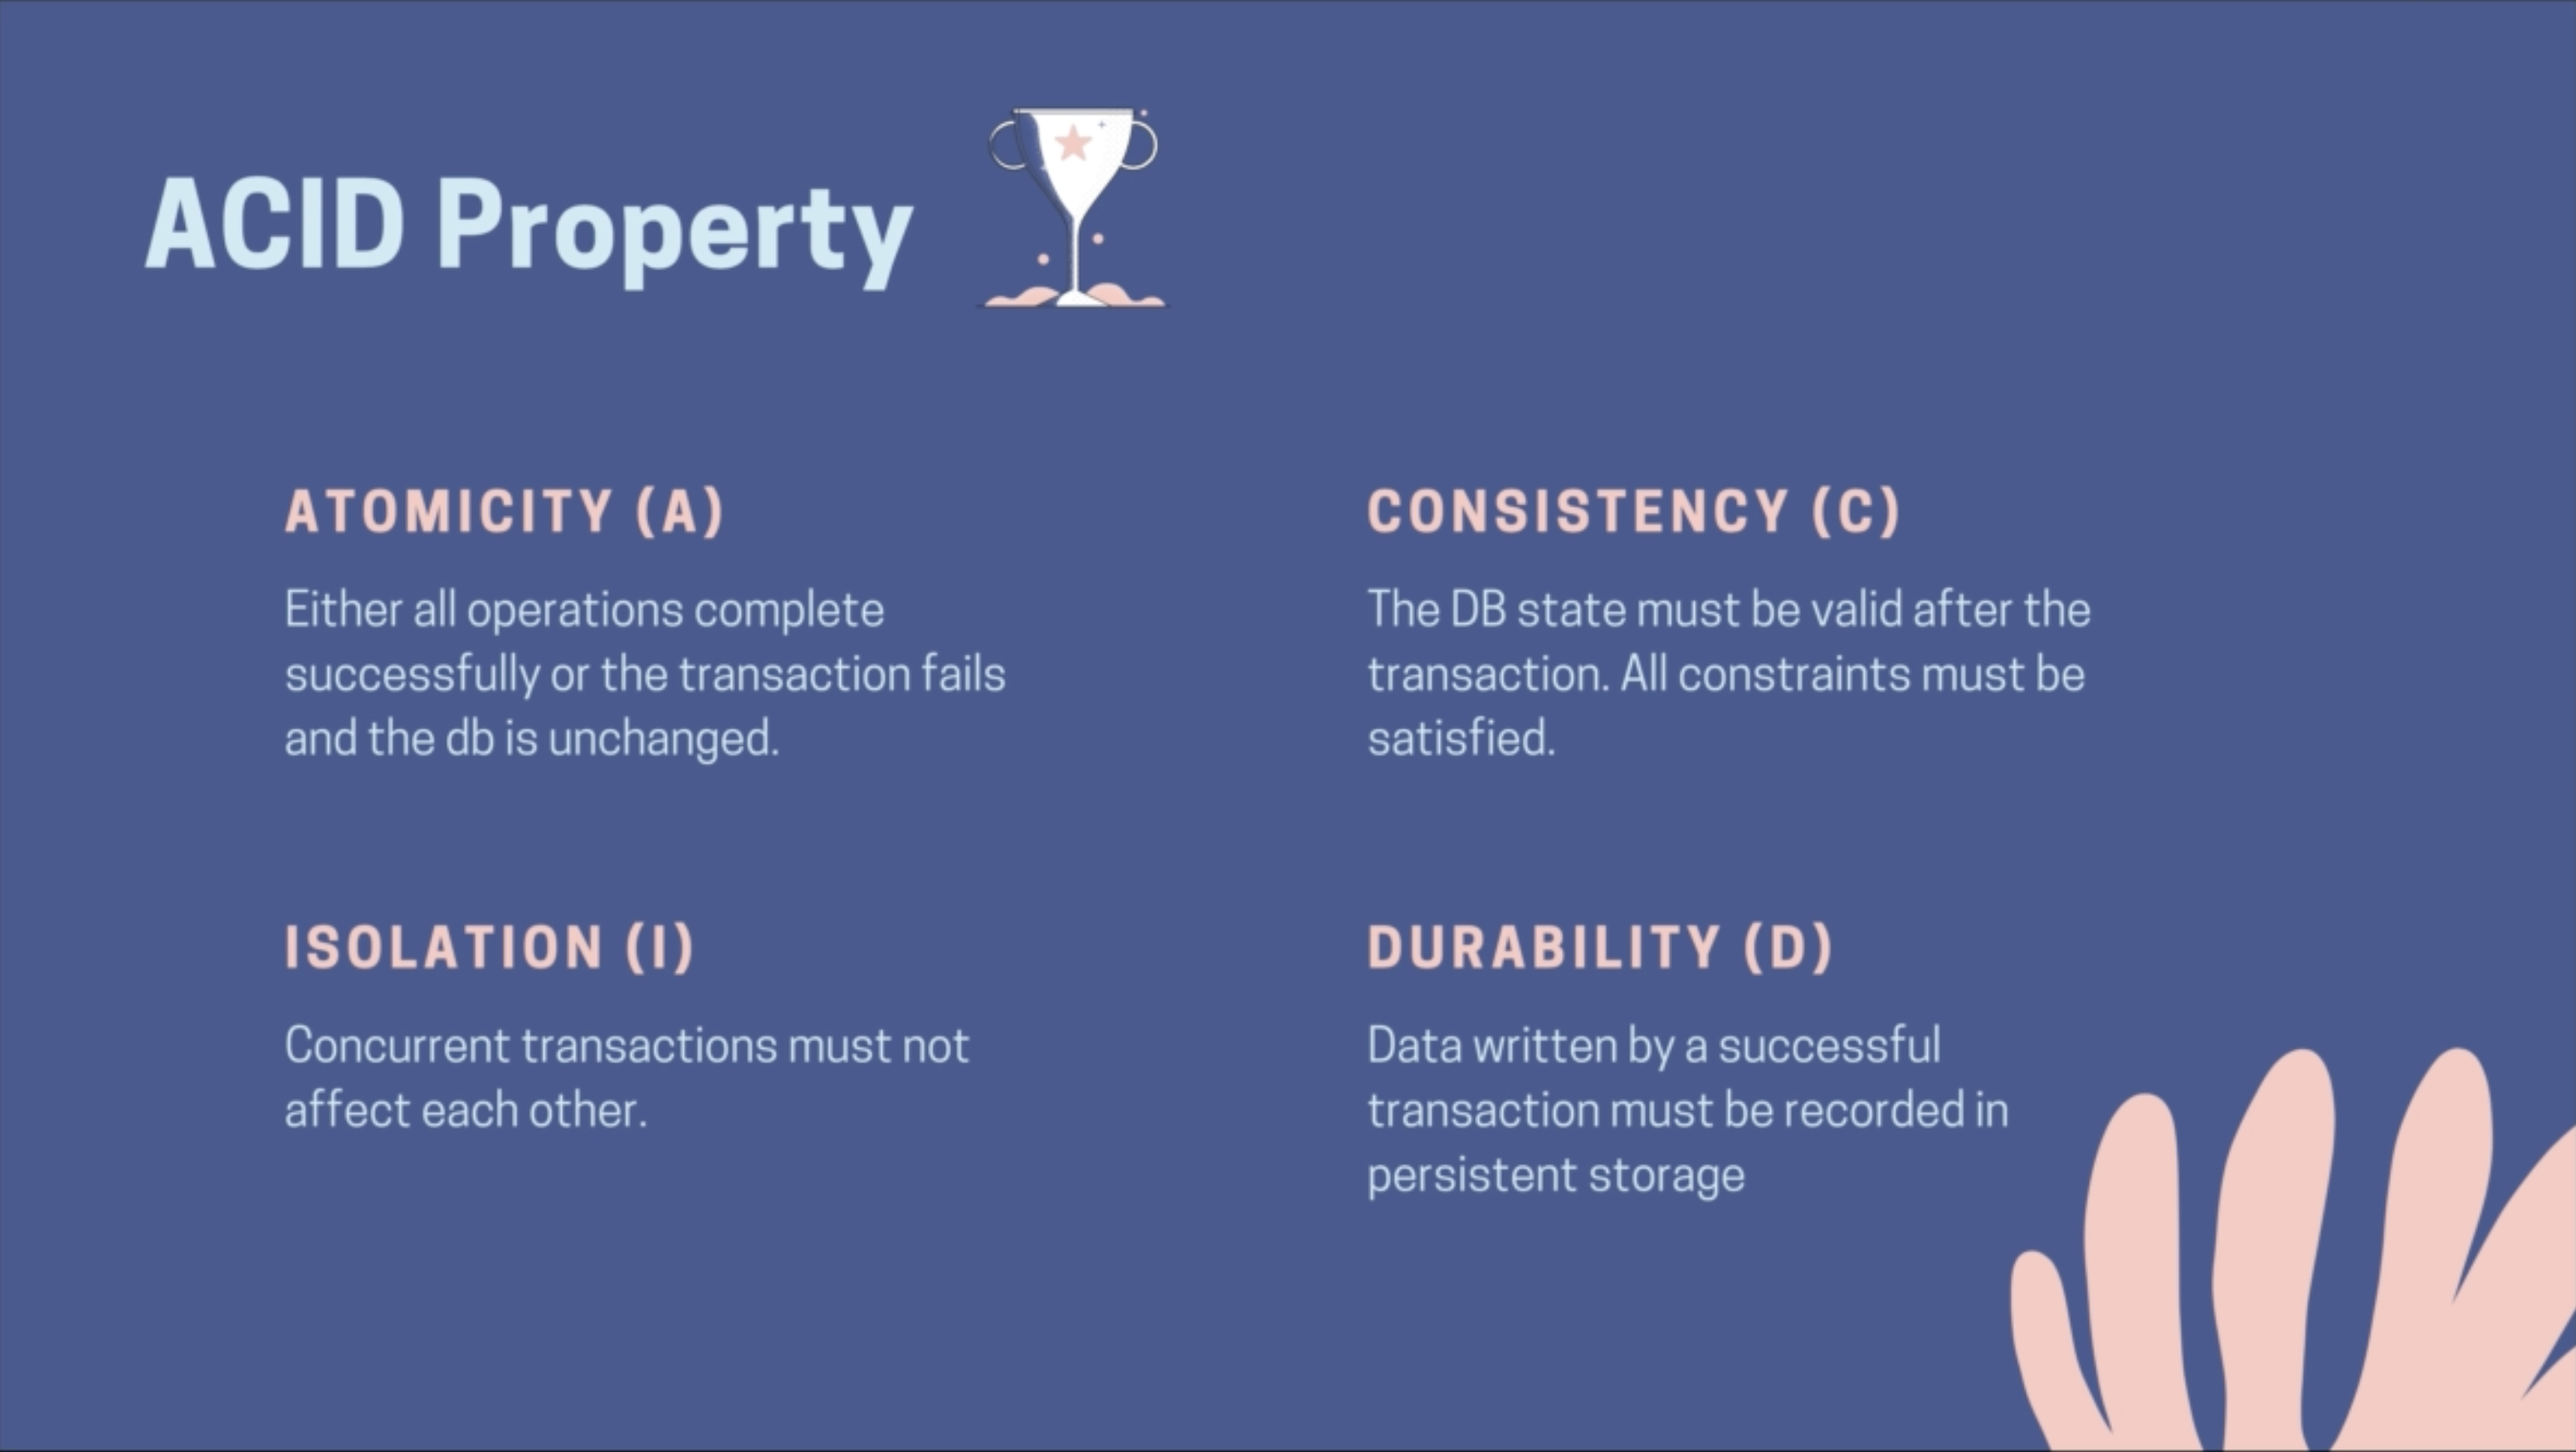 ACID Property
ATOMICITY (A)
Either all operations complete
successfully or the transaction fails
and the db is unchanged.
CONSISTENCY (C)
The DB state must be valid after the
transaction. All constraints must be
satisfied.
ISOLATION (I)
Concurrent transactions must not
affect each other.
DURABILITY (D)
Data written by a successful
transaction must be recorded in
persistent storage